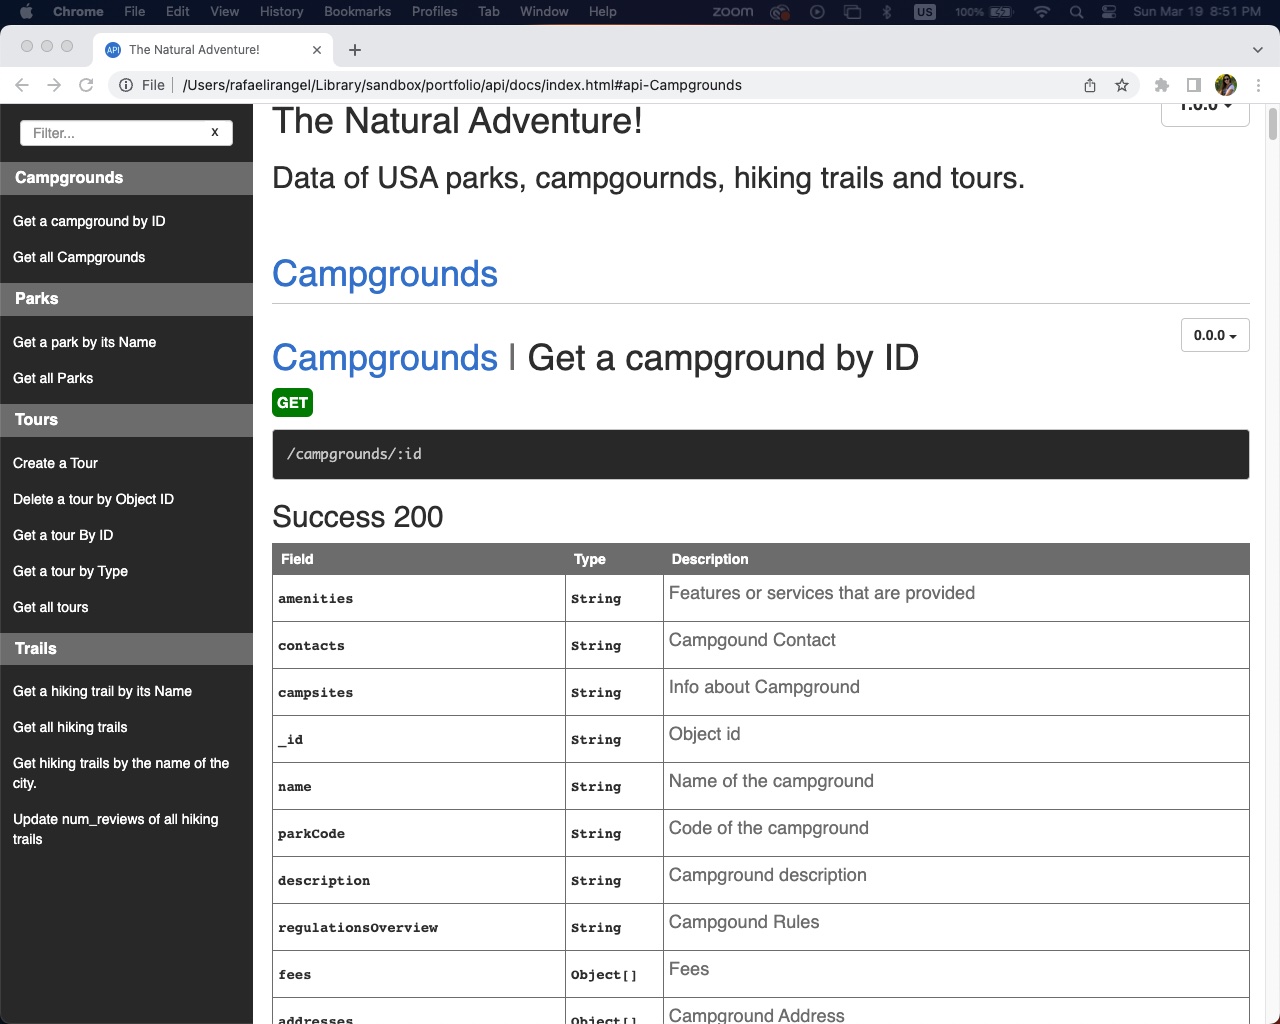 Chrome File Edit View History Bookmarks Profiles Tab Window Help zoom US 100% Sun Mar 19 8:51 PM
API The Natural Adventure!
File /Users/rafaelirangel/Library/sandbox/portfolio/api/docs/index.html#api-Campgrounds
Filter... x
Campgrounds
Get a campground by ID
Get all Campgrounds
Parks
Get a park by its Name
Get all Parks
Tours
Create a Tour
Delete a tour by Object ID
Get a tour By ID
Get a tour by Type
Get all tours
Trails
Get a hiking trail by its Name
Get all hiking trails
Get hiking trails by the name of the
city.
Update num_reviews of all hiking
trails
The Natural Adventure!
1.0.0
Data of USA parks, campgournds, hiking trails and tours.
Campgrounds
Campgrounds | Get a campground by ID
0.0.0
GET
/campgrounds/:id
Success 200
Field Type Description
amenities String Features or services that are provided
contacts String Campgound Contact
campsites String Info about Campground
_id String Object id
name String Name of the campground
parkCode String Code of the campground
description String Campground description
regulationsOverview String Campgound Rules
fees Object[] Fees
addresses Object[] Campground Address